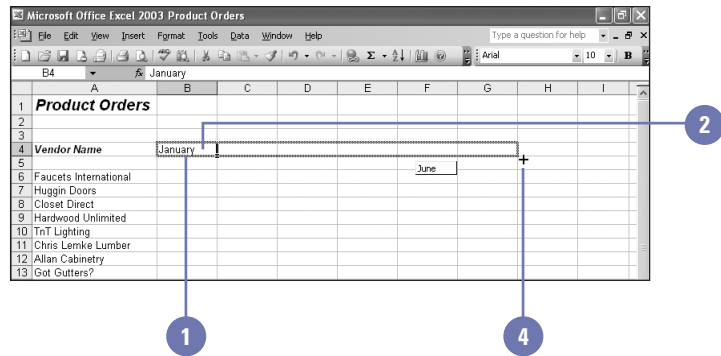 Microsoft Office Excel 2003 Product Orders
File Edit View Insert Format Tools Data Window Help Type a question for help
Arial 10 B
B4 fx January
A B C D E F G H I
1 Product Orders
2
2
3
4 Vendor Name January
5
June
6 Faucets International
7 Huggin Doors
8 Closet Direct
9 Hardwood Unlimited
10 TnT Lighting
11 Chris Lemke Lumber
12 Allan Cabinetry
13 Got Gutters?
1 4